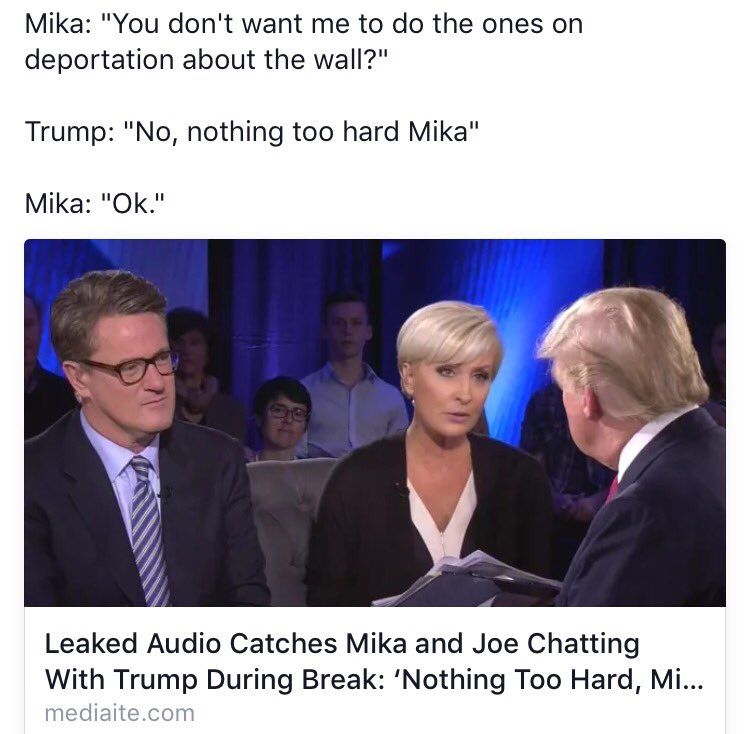 Mika: "You don't want me to do the ones on
deportation about the wall?"
Trump: "No, nothing too hard Mika"
Mika: "Ok."
Leaked Audio Catches Mika and Joe Chatting
With Trump During Break: ‘Nothing Too Hard, Mi...
mediaite.com